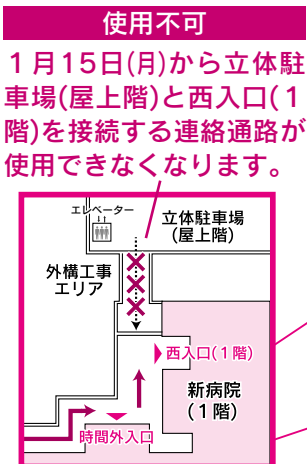 使用不可
１月15日(月)から立体駐
車場(屋上階)と西入口(１
階)を接続する連絡通路が
使用できなくなります。
エレベーター
立体駐車場
(屋上階)
外構工事
エリア
西入口(１階)
新病院
(１階)
時間外入口